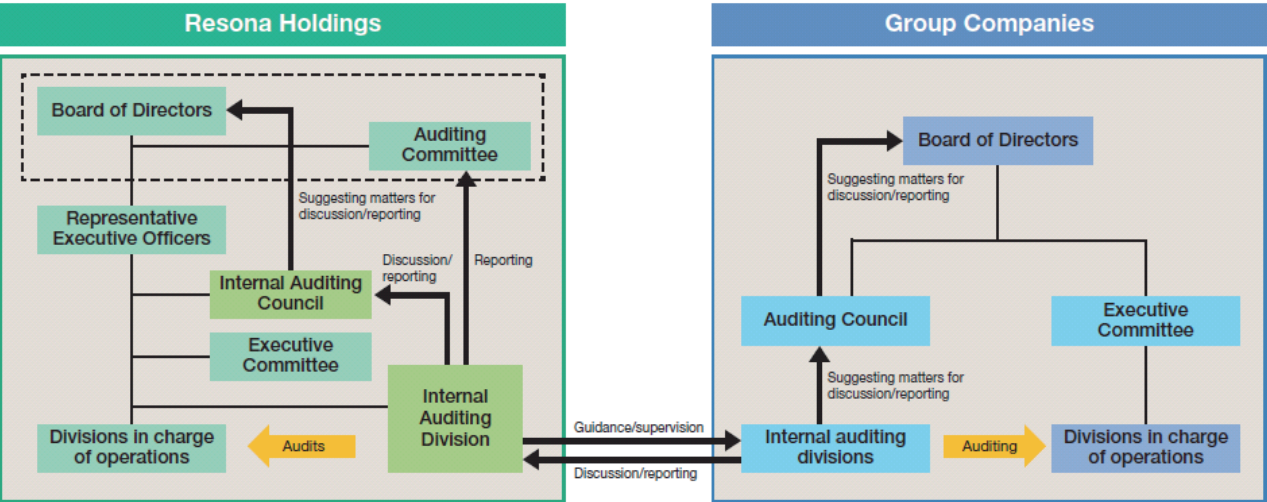 Resona Holdings
Board of Directors
Auditing
Committee
Suggesting matters for
discussion/reporting
Representative
Executive Officers
Discussion/
reporting
Reporting
Internal Auditing
Council
Executive
Committee
Internal
Auditing
Division
Divisions in charge
of operations
Audits
Guidance/supervision
Discussion/reporting
Group Companies
Board of Directors
Suggesting matters for
discussion/reporting
Auditing Council
Executive
Committee
Suggesting matters for
discussion/reporting
Internal auditing
divisions
Auditing
Divisions in charge
of operations